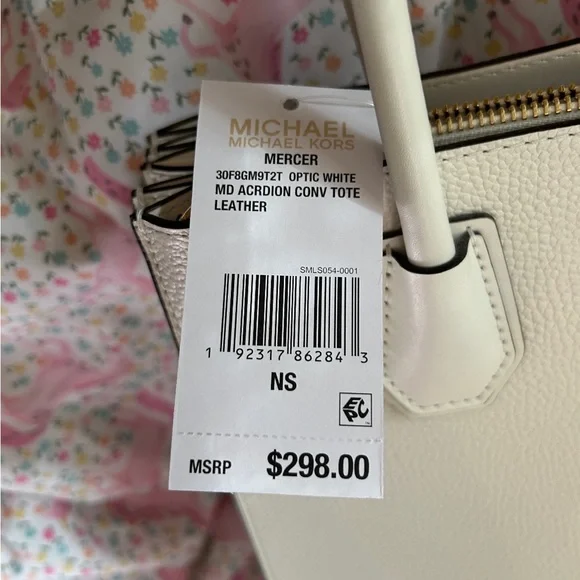 MICHAEL
MICHAEL KORS
MERCER
30F8GM9T2T OPTIC WHITE
MD ACRDION CONV TOTE
LEATHER
SMLS054-0001
1 92317 86284 3
NS
EPC
MSRP $298.00